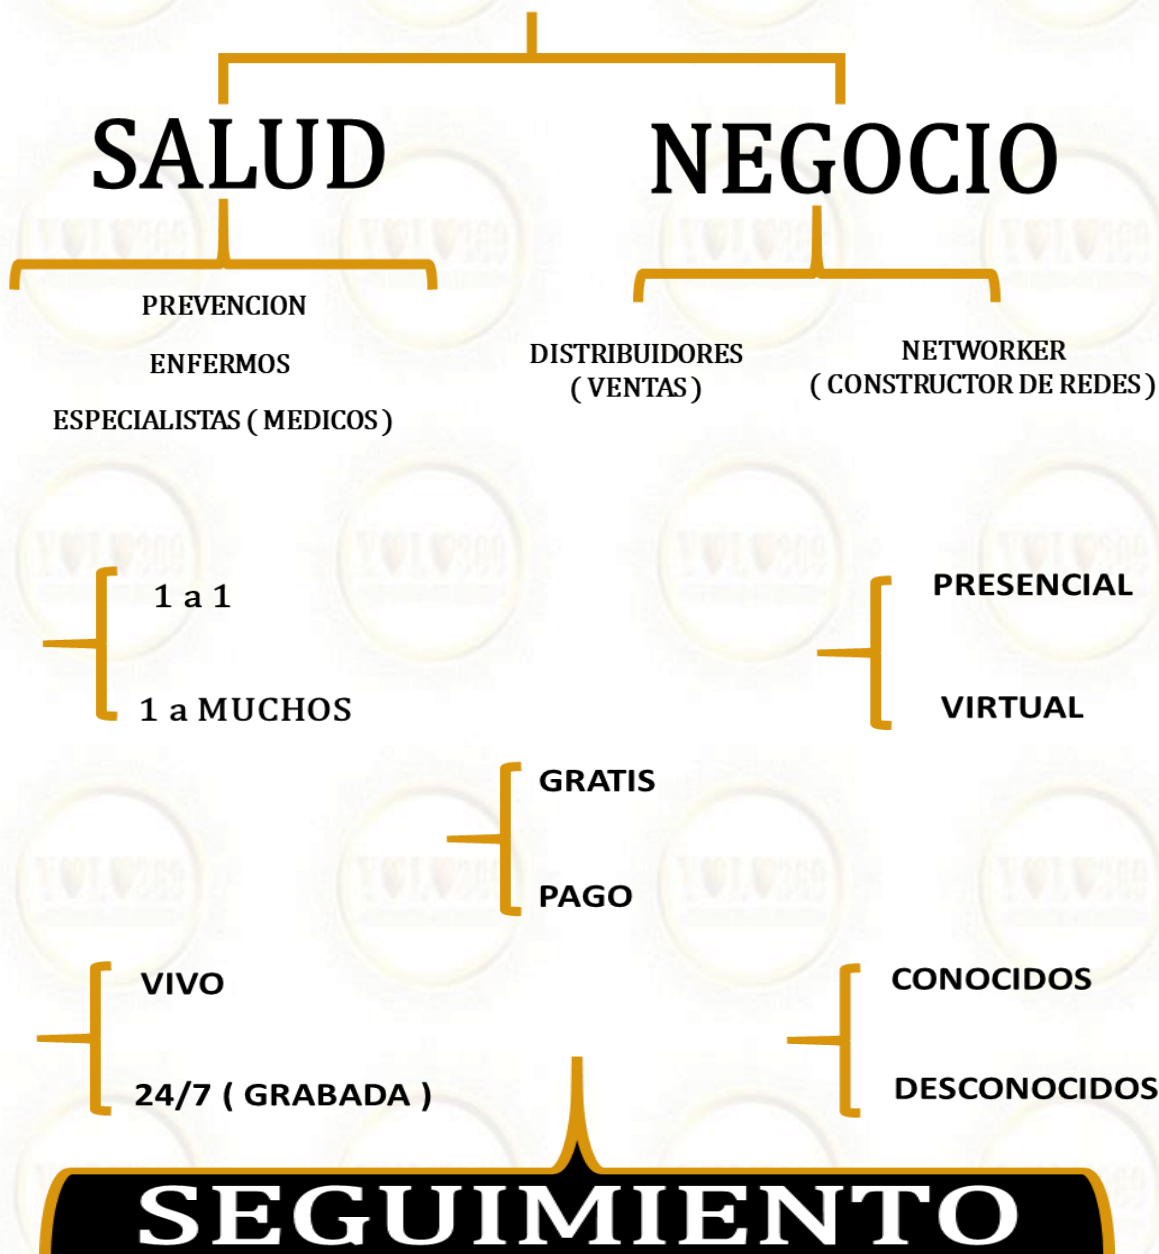 SALUD
NEGOCIO
PREVENCION
ENFERMOS
ESPECIALISTAS ( MEDICOS )
DISTRIBUIDORES
( VENTAS )
NETWORKER
( CONSTRUCTOR DE REDES )
1 a 1
1 a MUCHOS
PRESENCIAL
VIRTUAL
GRATIS
PAGO
VIVO
24/7 ( GRABADA )
CONOCIDOS
DESCONOCIDOS
SEGUIMIENTO